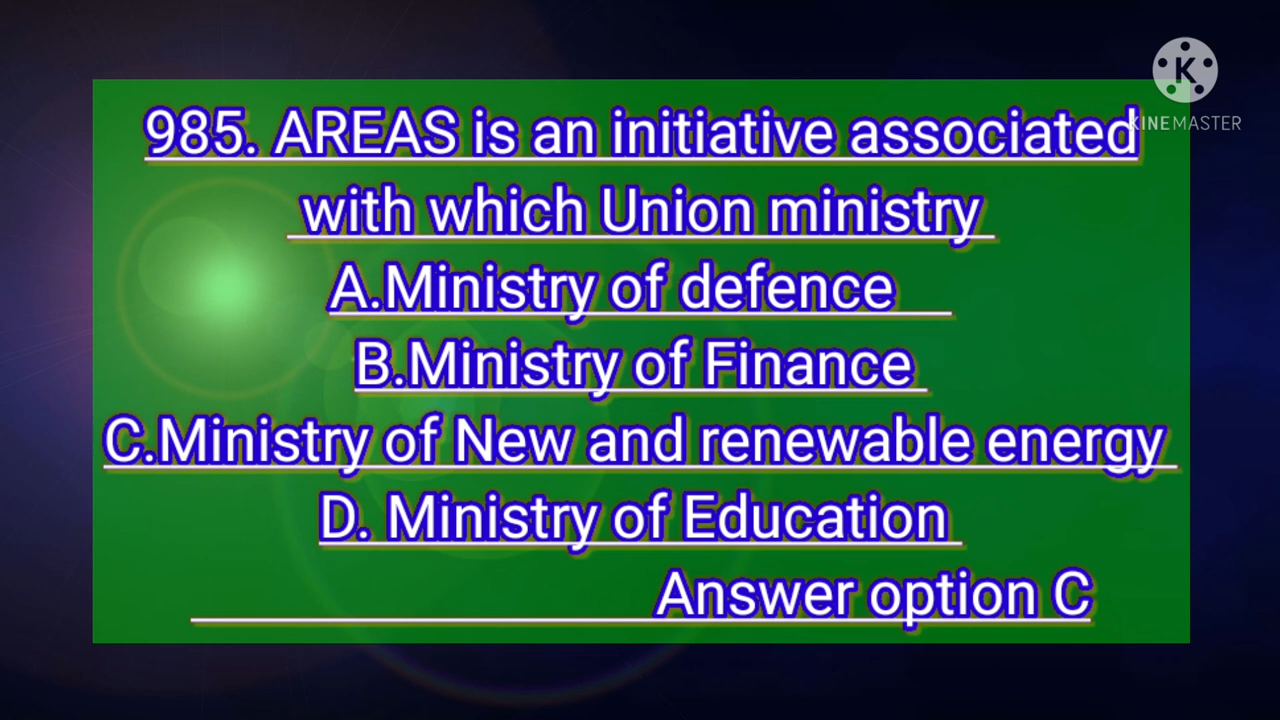 985. AREAS is an initiative associated
with which Union ministry
A.Ministry of defence
B.Ministry of Finance
C.Ministry of New and renewable energy
D. Ministry of Education
Answer option C
K
KINEMASTER